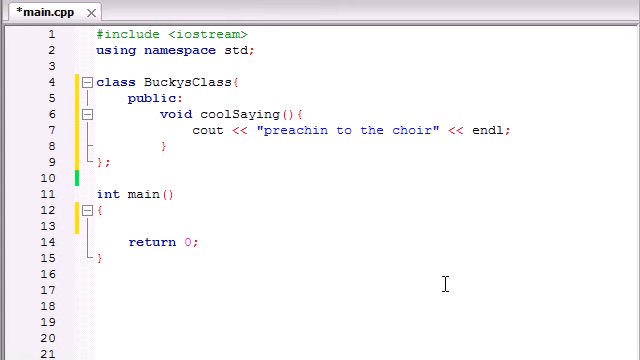 *main.cpp
1 #include <iostream>
2 using namespace std;
3
4 class BuckysClass{
5 public:
6 void coolSaying(){
7 cout << "preachin to the choir" << endl;
8 }
9 };
10
11 int main()
12 {
13
14 return 0;
15 }
16
17
18
19
20
21